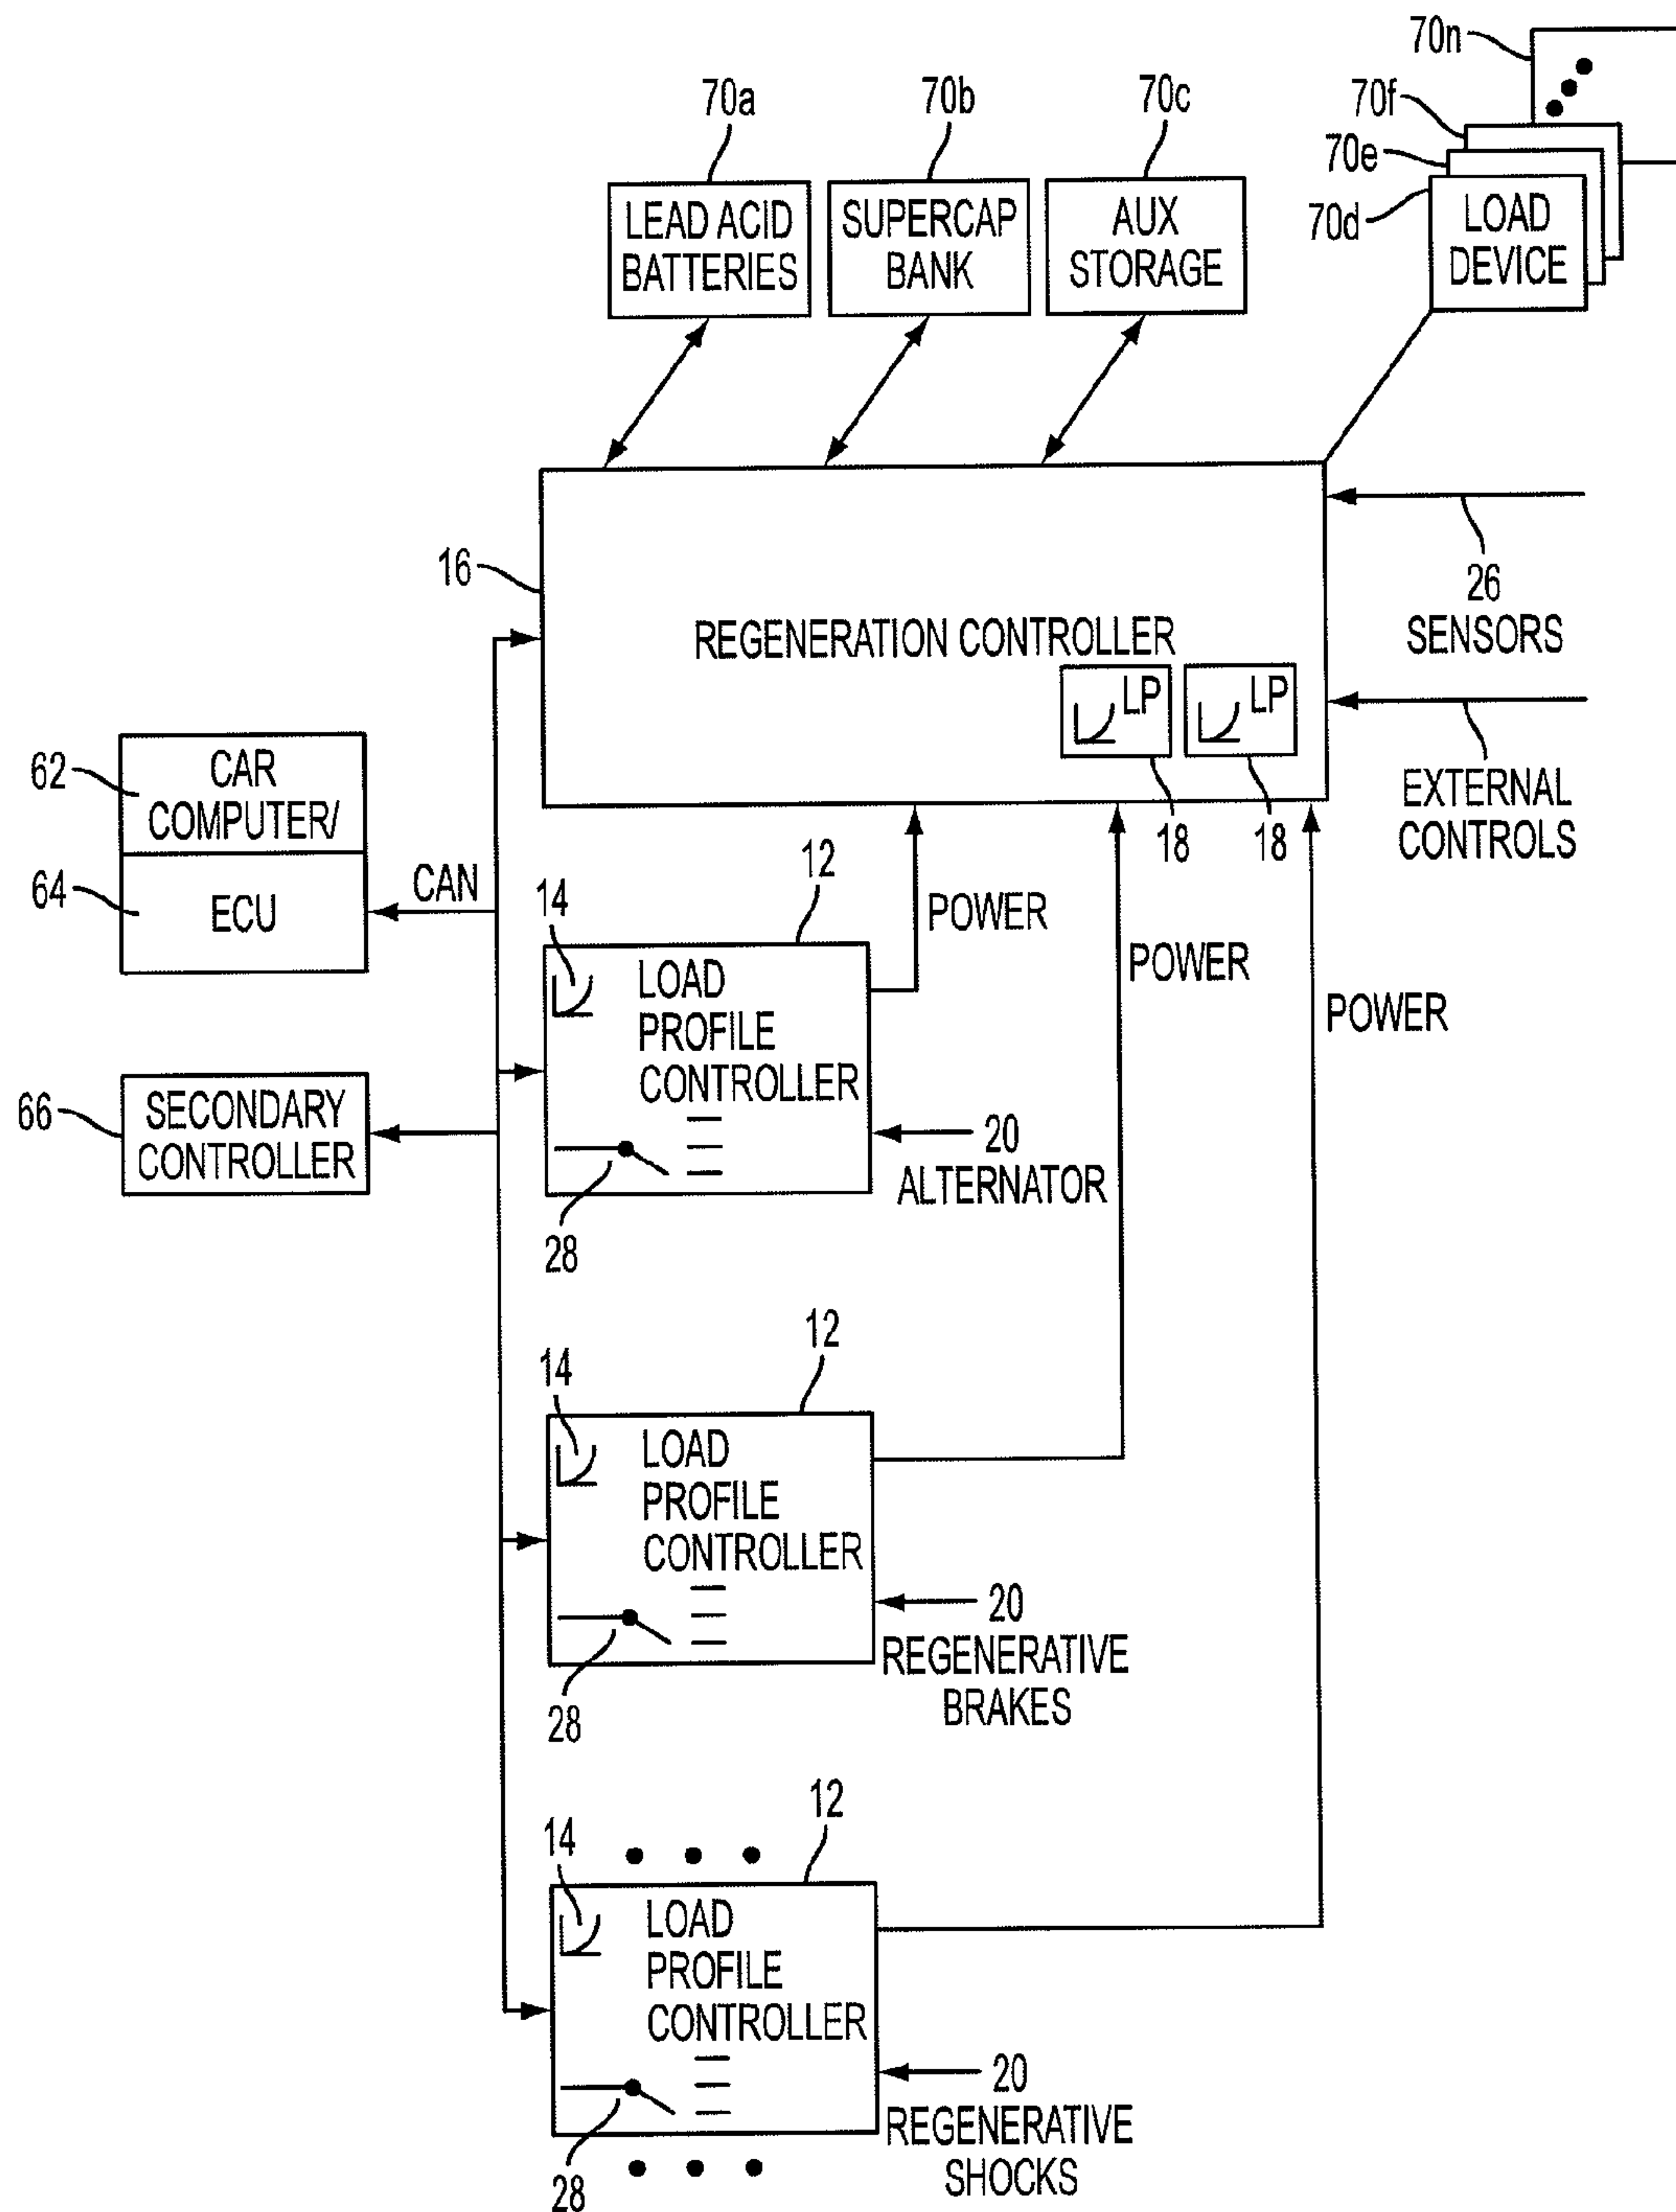 70n
70a
70b
70c
70f
70e
70d
LEAD ACID
BATTERIES
SUPERCAP
BANK
AUX
STORAGE
LOAD
DEVICE
16
REGENERATION CONTROLLER
LP
LP
18
18
26
SENSORS
EXTERNAL
CONTROLS
62
CAR
COMPUTER/
64
ECU
CAN
66
SECONDARY
CONTROLLER
14
12
LOAD
PROFILE
CONTROLLER
28
20
ALTERNATOR
POWER
POWER
POWER
14
12
LOAD
PROFILE
CONTROLLER
28
20
REGENERATIVE
BRAKES
14
12
LOAD
PROFILE
CONTROLLER
28
20
REGENERATIVE
SHOCKS